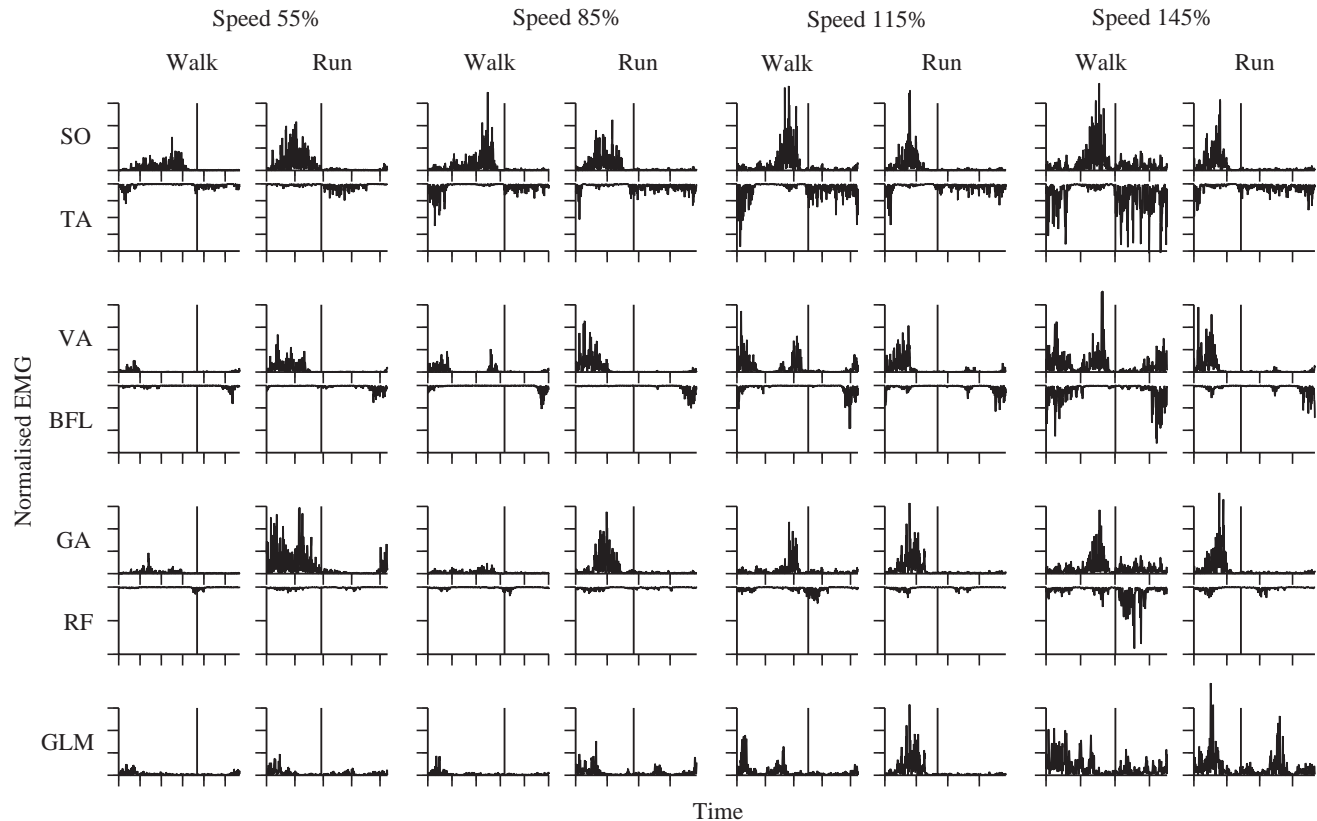 Speed 55% Speed 85% Speed 115% Speed 145%
Walk Run Walk Run Walk Run Walk Run
SO
TA
VA
BFL
GA
RF
GLM
Normalised EMG
Time